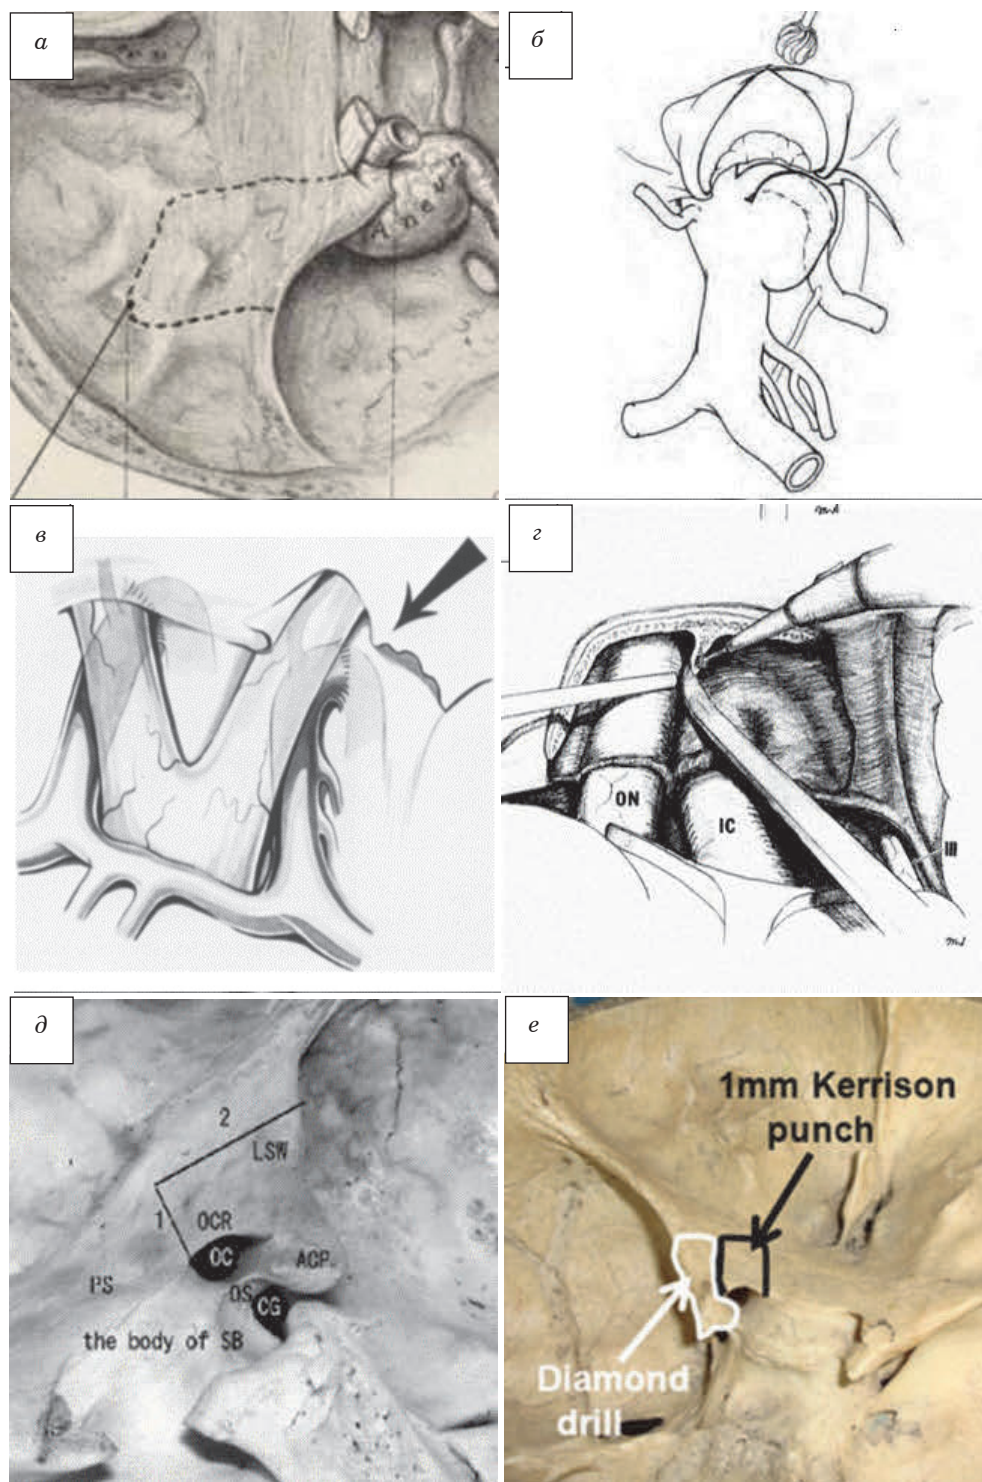 а
Aneur
б
в
г
ON
IC
III
д
2
LSW
1
OCR
OC
ACP
PS
OS
CG
the body of SB
е
1mm Kerrison
punch
Diamond
drill